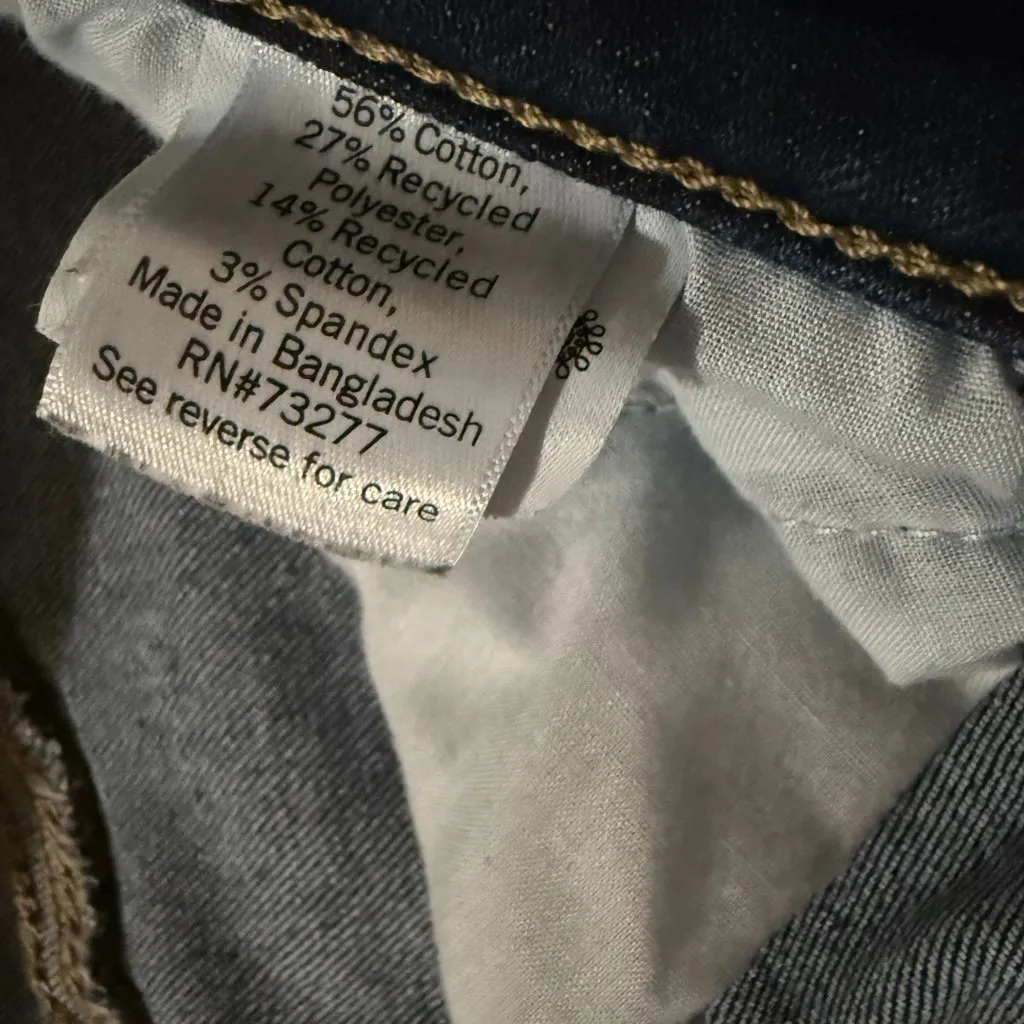 56% Cotton,
27% Recycled
Polyester,
14% Recycled
Cotton,
3% Spandex
Made in Bangladesh
RN#73277
See reverse for care